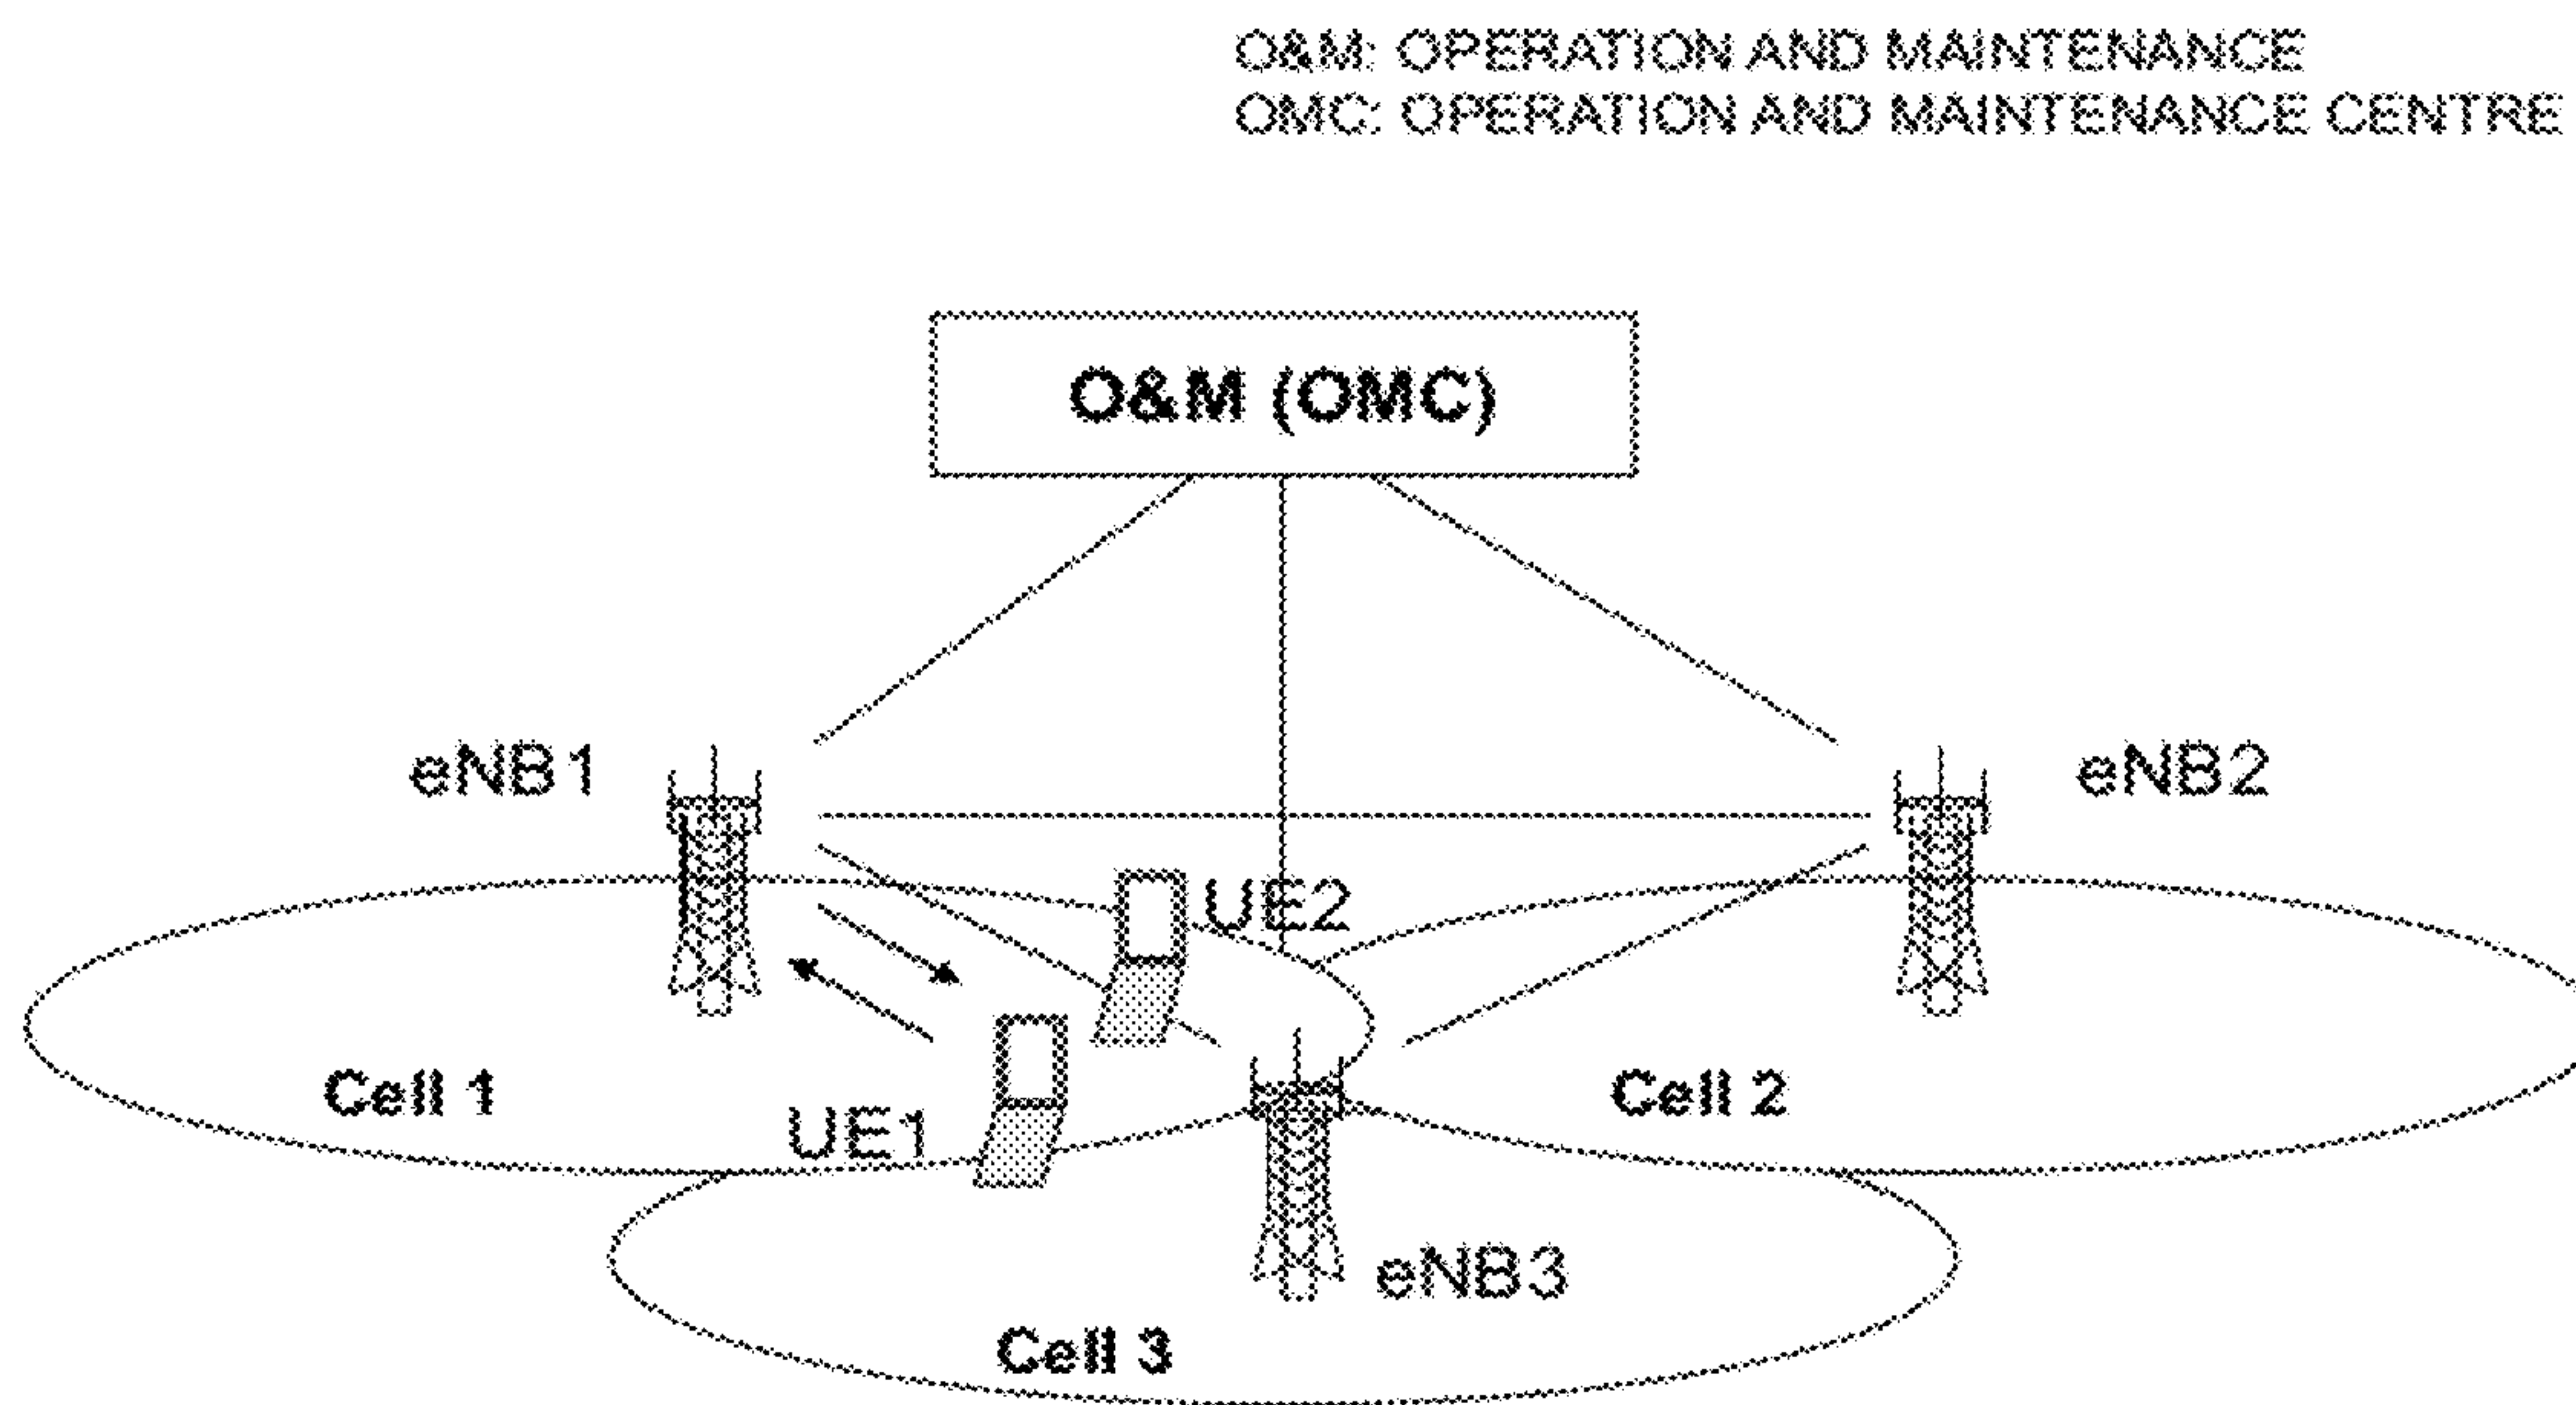 O&M: OPERATION AND MAINTENANCE
OMC: OPERATION AND MAINTENANCE CENTRE
O&M (OMC)
eNB1
eNB2
UE2
Cell 1
UE1
Cell 2
eNB3
Cell 3